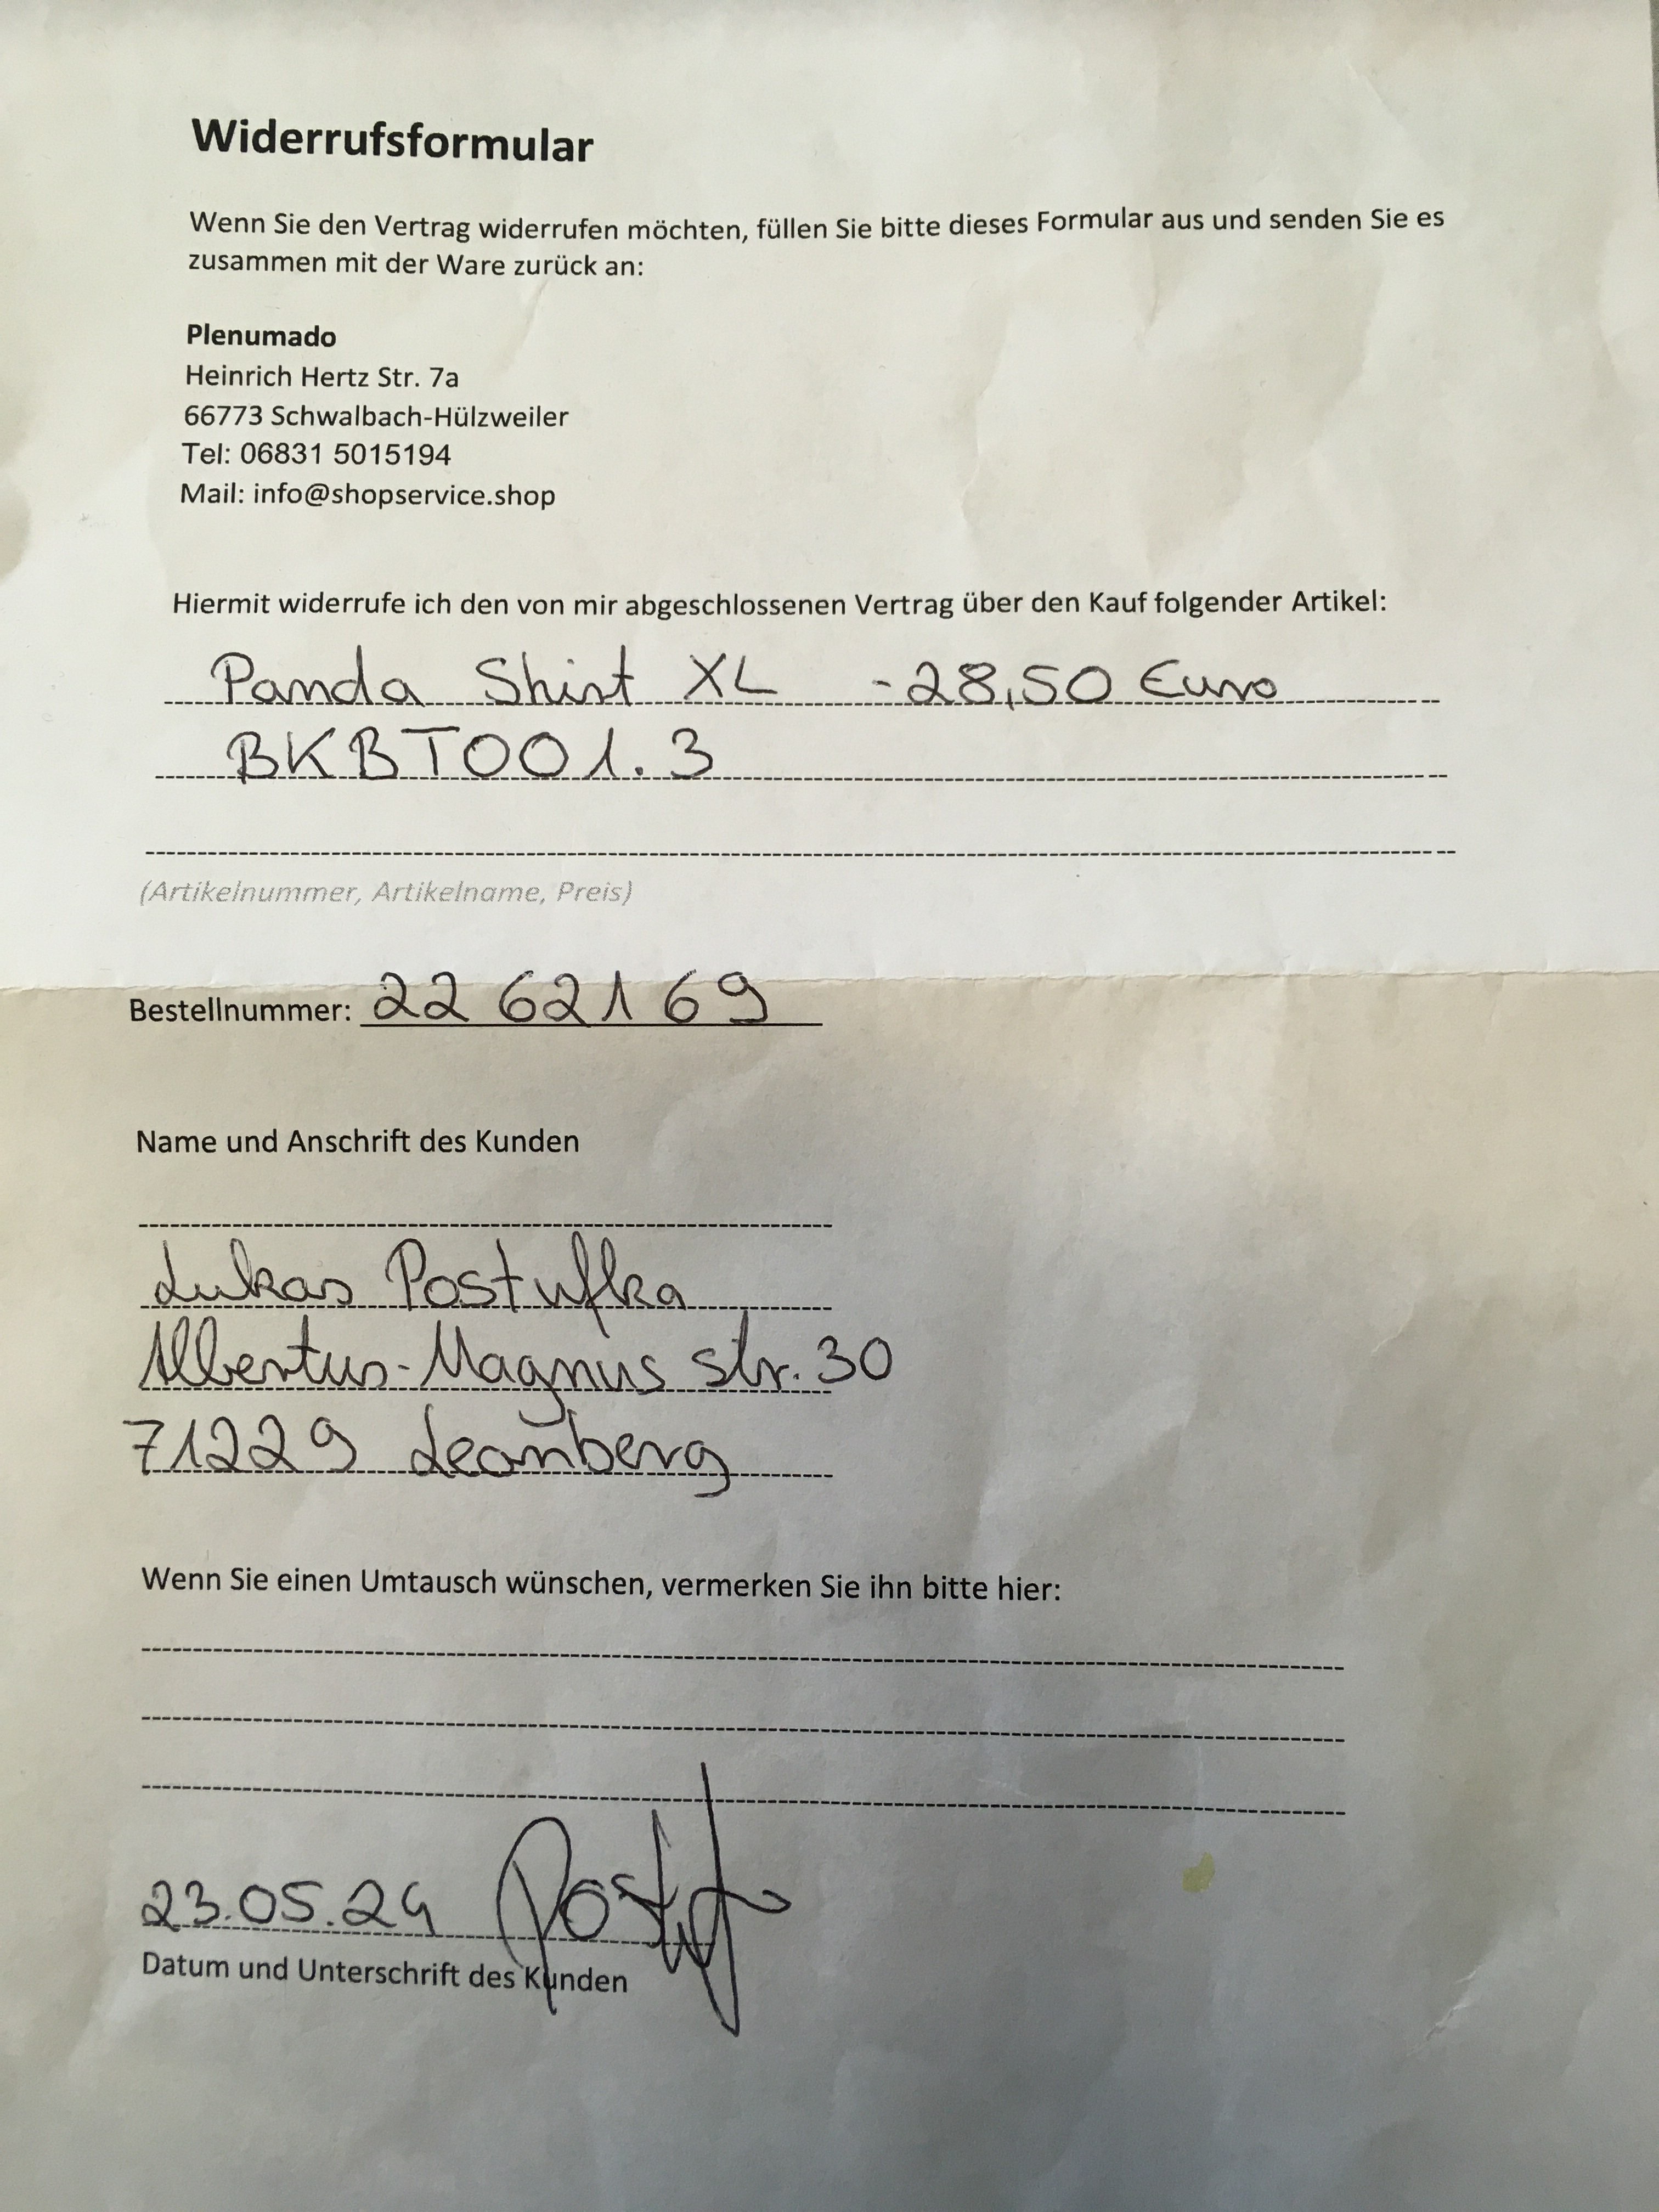 Widerrufsformular
Wenn Sie den Vertrag widerrufen möchten, füllen Sie bitte dieses Formular aus und senden Sie es
zusammen mit der Ware zurück an:
Plenumado
Heinrich Hertz Str. 7a
66773 Schwalbach-Hülzweiler
Tel: 06831 5015194
Mail: info@shopservice.shop
Hiermit widerrufe ich den von mir abgeschlossenen Vertrag über den Kauf folgender Artikel:
Panda Shirt XL -28,50 Euro
BKBT001.3
(Artikelnummer, Artikelname, Preis)
Bestellnummer: 22 62169
Name und Anschrift des Kunden
Lukas Postufka
Albertus-Magnus str. 30
71229 Leonberg
Wenn Sie einen Umtausch wünschen, vermerken Sie ihn bitte hier:
23.05.24
Datum und Unterschrift des Kunden